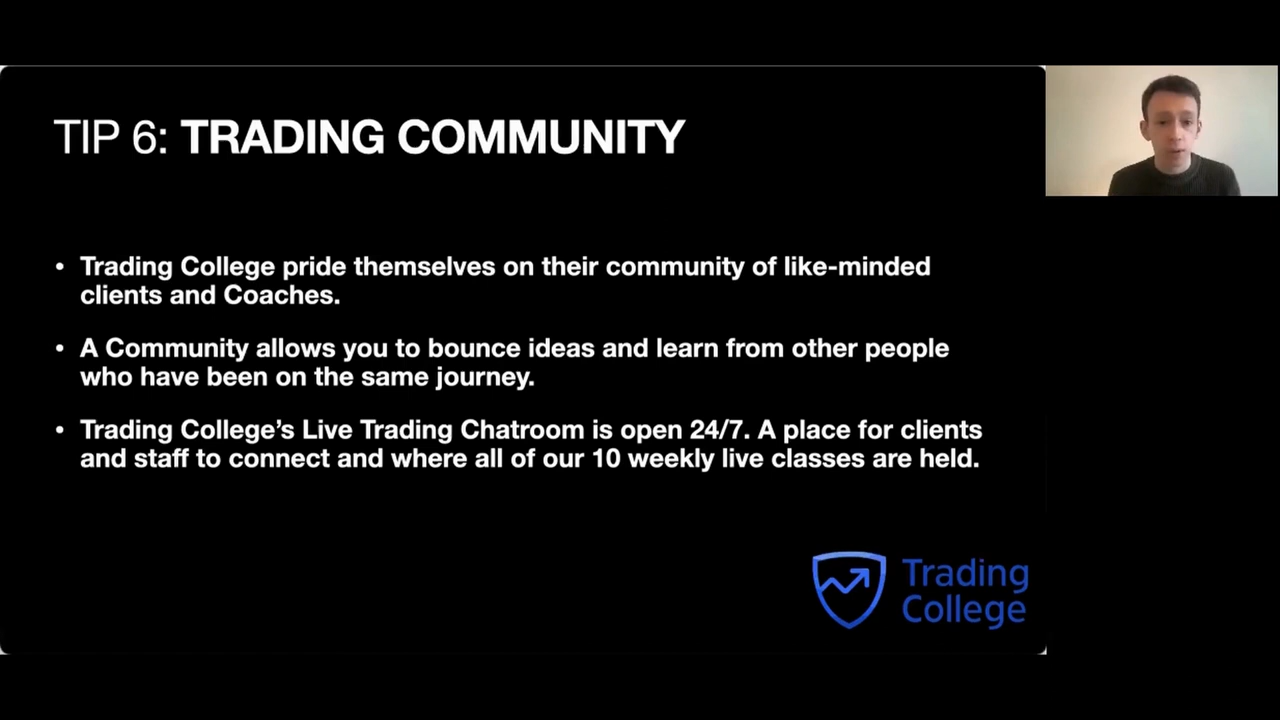 TIP 6: TRADING COMMUNITY
• Trading College pride themselves on their community of like-minded
clients and Coaches.
• A Community allows you to bounce ideas and learn from other people
who have been on the same journey.
• Trading College’s Live Trading Chatroom is open 24/7. A place for clients
and staff to connect and where all of our 10 weekly live classes are held.
Trading
College